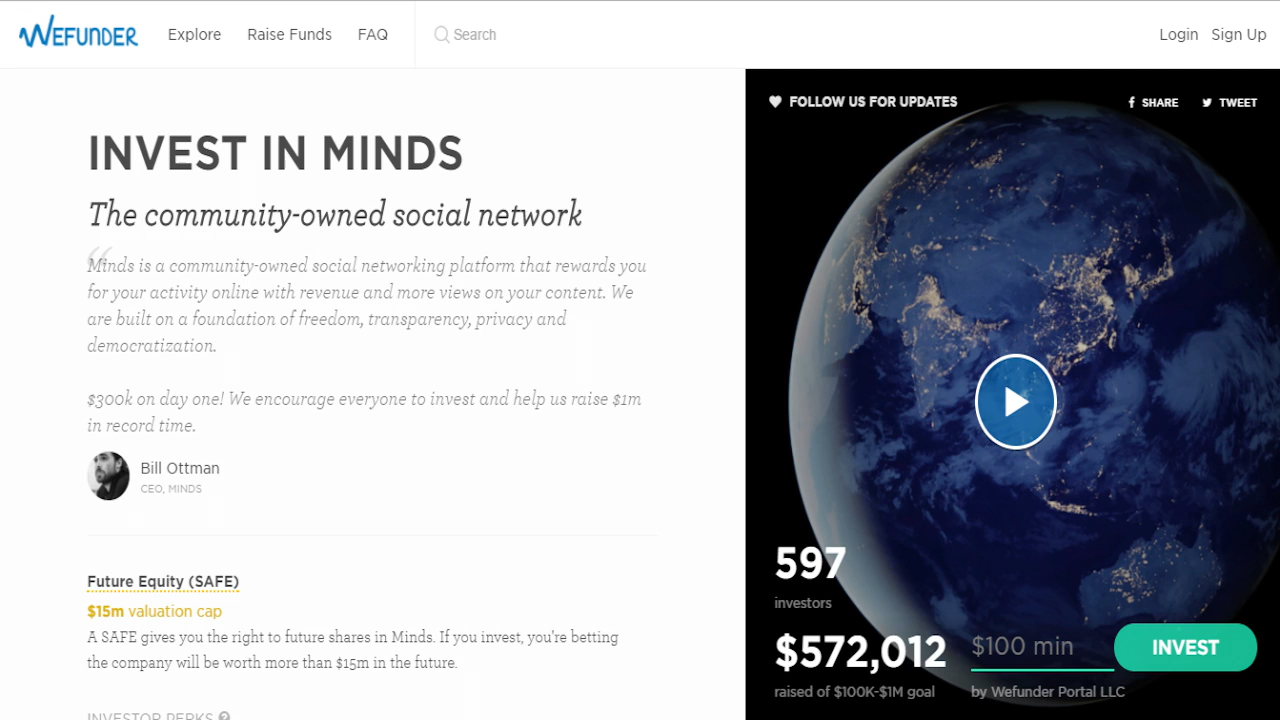 WEFUNDER Explore Raise Funds FAQ Search Login Sign Up
FOLLOW US FOR UPDATES SHARE TWEET
INVEST IN MINDS
The community-owned social network
“
Minds is a community-owned social networking platform that rewards you
for your activity online with revenue and more views on your content. We
are built on a foundation of freedom, transparency, privacy and
democratization.
$300k on day one! We encourage everyone to invest and help us raise $1m
in record time.
Bill Ottman
CEO, MINDS
Future Equity (SAFE)
$15m valuation cap
A SAFE gives you the right to future shares in Minds. If you invest, you're betting
the company will be worth more than $15m in the future.
INVESTOR PERKS ?
597
investors
$572,012 $100 min INVEST
raised of $100K-$1M goal by Wefunder Portal LLC